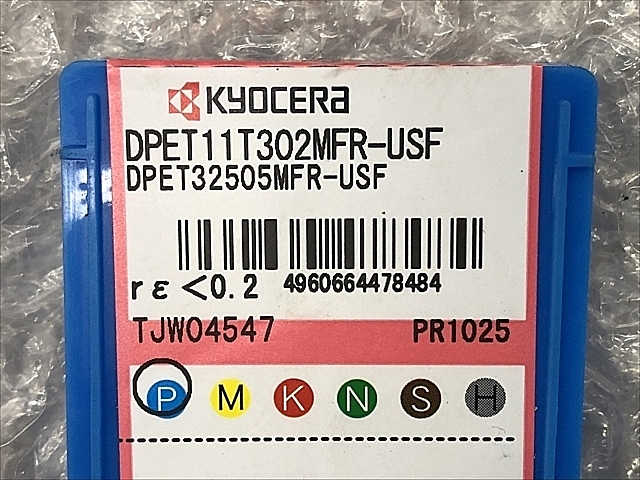 KYOCERA
DPET11T302MFR-USF
DPET32505MFR-USF
rε<0.2 4960664478484
TJW04547 PR1025
P M K N S H